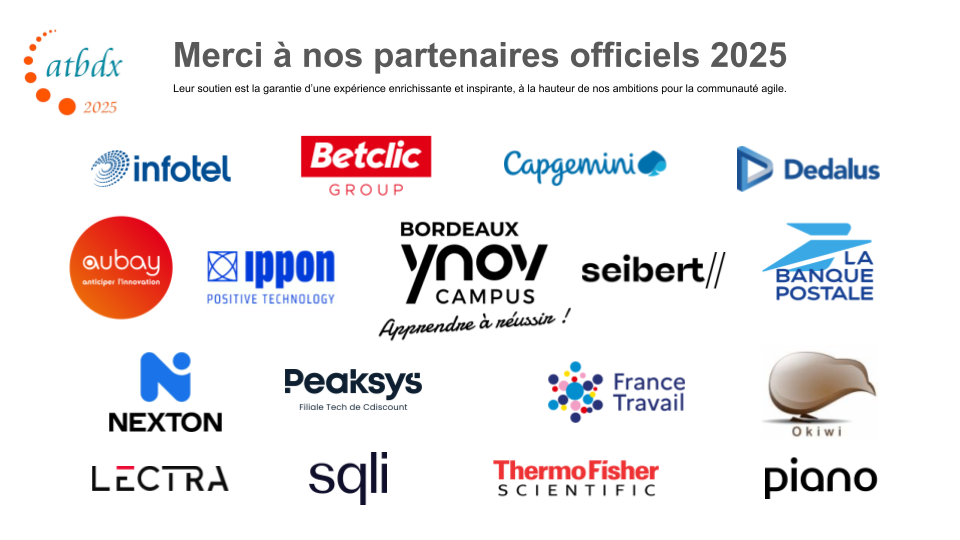 atbdx
2025
Merci à nos partenaires officiels 2025
Leur soutien est la garantie d'une expérience enrichissante et inspirante, à la hauteur de nos ambitions pour la communauté agile.
infotel
Betclic
GROUP
Capgemini
Dedalus
aubay
anticiper l'innovation
ippon
POSITIVE TECHNOLOGY
BORDEAUX
ynov
CAMPUS
Apprendre à réussir !
seibert//
LA
BANQUE
POSTALE
NEXTON
Peaksys
Filiale Tech de Cdiscount
France
Travail
Okiwi
LECTRA
sqli
ThermoFisher
SCIENTIFIC
piano